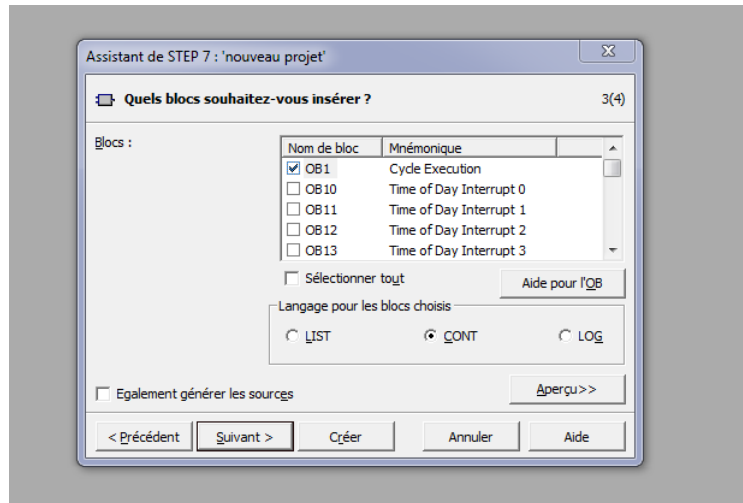 Assistant de STEP 7 : 'nouveau projet'
Quels blocs souhaitez-vous insérer ? 3(4)
Blocs :
Nom de bloc Mnémonique
OB1 Cycle Execution
OB10 Time of Day Interrupt 0
OB11 Time of Day Interrupt 1
OB12 Time of Day Interrupt 2
OB13 Time of Day Interrupt 3
Sélectionner tout Aide pour l'OB
Langage pour les blocs choisis
LIST CONT LOG
Egalement générer les sources Aperçu>>
< Précédent Suivant > Créer Annuler Aide